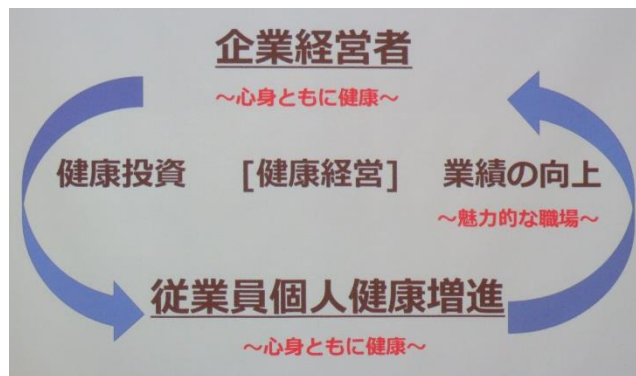 企業経営者
~心身ともに健康~
健康投資 [健康経営] 業績の向上
~魅力的な職場~
従業員個人健康増進
~心身ともに健康~